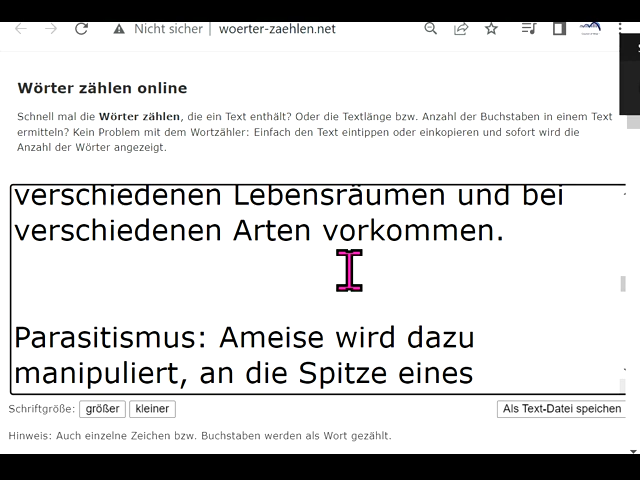 Nicht sicher | woerter-zaehlen.net
Wörter zählen online
Schnell mal die Wörter zählen, die ein Text enthält? Oder die Textlänge bzw. Anzahl der Buchstaben in einem Text
ermitteln? Kein Problem mit dem Wortzähler: Einfach den Text eintippen oder einkopieren und sofort wird die
Anzahl der Wörter angezeigt.
verschiedenen Lebensräumen und bei
verschiedenen Arten vorkommen.
Parasitismus: Ameise wird dazu
manipuliert, an die Spitze eines
Schriftgröße: größer kleiner Als Text-Datei speichen
Hinweis: Auch einzelne Zeichen bzw. Buchstaben werden als Wort gezählt.